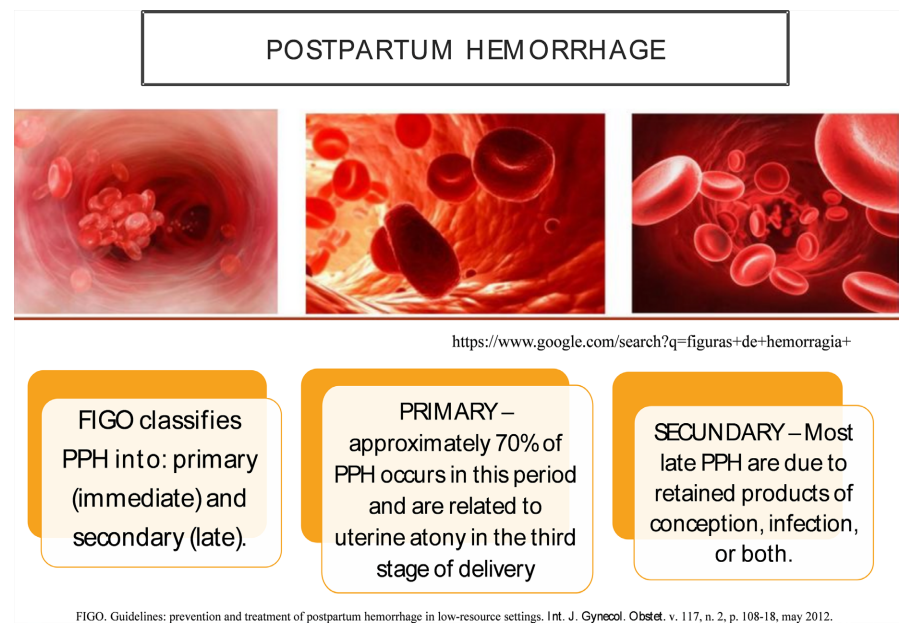 POSTPARTUM HEMORRHAGE
https://www.google.com/search?q=figuras+de+hemorragia+
FIGO classifies
PPH into: primary
(immediate) and
secondary (late).
PRIMARY –
approximately 70% of
PPH occurs in this period
and are related to
uterine atony in the third
stage of delivery
SECUNDARY – Most
late PPH are due to
retained products of
conception, infection,
or both.
FIGO. Guidelines: prevention and treatment of postpartum hemorrhage in low-resource settings. Int. J. Gynecol. Obstet. v. 117, n. 2, p. 108-18, may 2012.